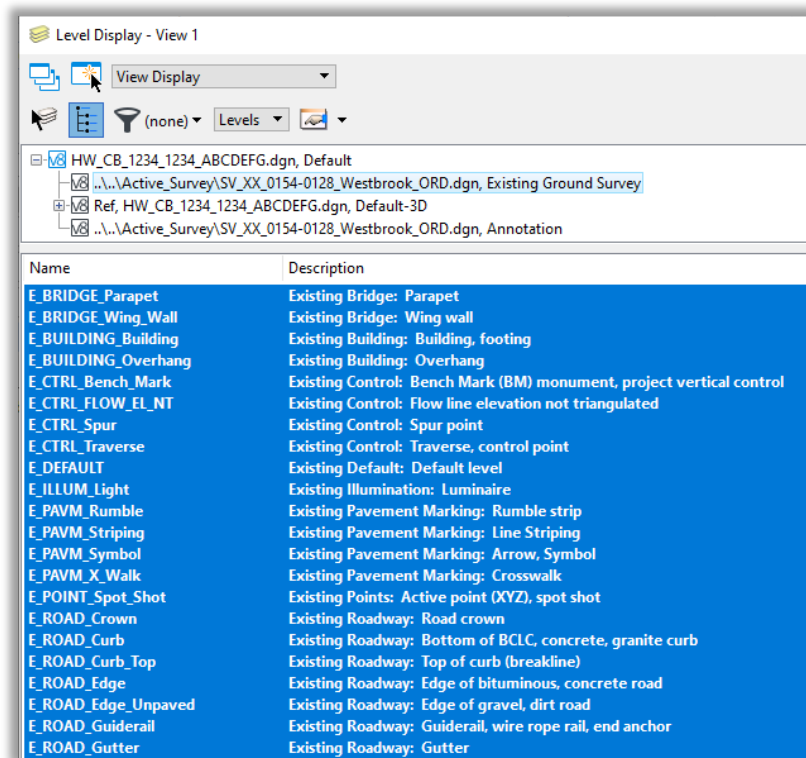 Level Display - View 1
View Display
(none) Levels
V8 HW_CB_1234_1234_ABCDEFG.dgn, Default
V8 ..\..\Active_Survey\SV_XX_0154-0128_Westbrook_ORD.dgn, Existing Ground Survey
V8 Ref, HW_CB_1234_1234_ABCDEFG.dgn, Default-3D
V8 ..\..\Active_Survey\SV_XX_0154-0128_Westbrook_ORD.dgn, Annotation
Name Description
E_BRIDGE_Parapet Existing Bridge: Parapet
E_BRIDGE_Wing_Wall Existing Bridge: Wing wall
E_BUILDING_Building Existing Building: Building, footing
E_BUILDING_Overhang Existing Building: Overhang
E_CTRL_Bench_Mark Existing Control: Bench Mark (BM) monument, project vertical control
E_CTRL_FLOW_EL_NT Existing Control: Flow line elevation not triangulated
E_CTRL_Spur Existing Control: Spur point
E_CTRL_Traverse Existing Control: Traverse, control point
E_DEFAULT Existing Default: Default level
E_ILLUM_Light Existing Illumination: Luminaire
E_PAVM_Rumble Existing Pavement Marking: Rumble strip
E_PAVM_Striping Existing Pavement Marking: Line Striping
E_PAVM_Symbol Existing Pavement Marking: Arrow, Symbol
E_PAVM_X_Walk Existing Pavement Marking: Crosswalk
E_POINT_Spot_Shot Existing Points: Active point (XYZ), spot shot
E_ROAD_Crown Existing Roadway: Road crown
E_ROAD_Curb Existing Roadway: Bottom of BCLC, concrete, granite curb
E_ROAD_Curb_Top Existing Roadway: Top of curb (breakline)
E_ROAD_Edge Existing Roadway: Edge of bituminous, concrete road
E_ROAD_Edge_Unpaved Existing Roadway: Edge of gravel, dirt road
E_ROAD_Guiderail Existing Roadway: Guiderail, wire rope rail, end anchor
E_ROAD_Gutter Existing Roadway: Gutter